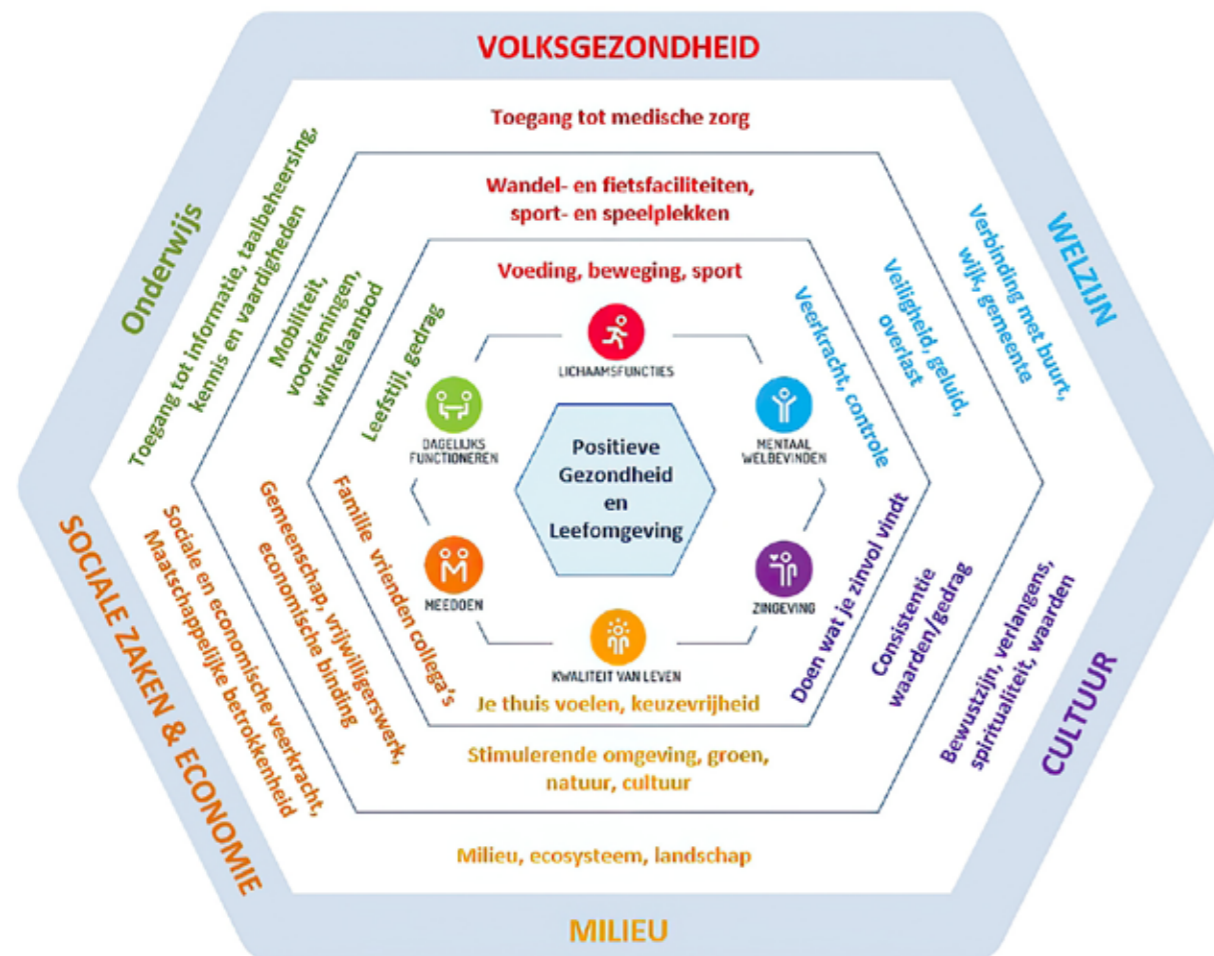 VOLKSGEZONDHEID
Toegang tot medische zorg
Wandel- en fietsfaciliteiten,
sport- en speelplekken
Voeding, beweging, sport
LICHAAMSFUNCTIES
WELZIJN
Verbinding met buurt,
wijk, gemeente
Veiligheid, geluid,
overlast
Veerkracht, controle
MENTAAL
WELBEVINDEN
CULTUUR
Bewustzijn, verlangens,
spiritualiteit, waarden
Consistentie
waarden/gedrag
Doen wat je zinvol vindt
ZINGEVING
KWALITEIT VAN LEVEN
Je thuis voelen, keuzevrijheid
Stimulerende omgeving, groen,
natuur, cultuur
Milieu, ecosysteem, landschap
MILIEU
SOCIALE ZAKEN & ECONOMIE
Sociale en economische veerkracht,
Maatschappelijke betrokkenheid
Gemeenschap, vrijwilligerswerk,
economische binding
Familie vrienden collega's
MEEDOEN
Onderwijs
Toegang tot informatie, taalbeheersing,
kennis en vaardigheden
Mobiliteit,
voorzieningen,
winkelaanbod
Leefstijl, gedrag
DAGELIJKS
FUNCTIONEREN
Positieve
Gezondheid
en
Leefomgeving